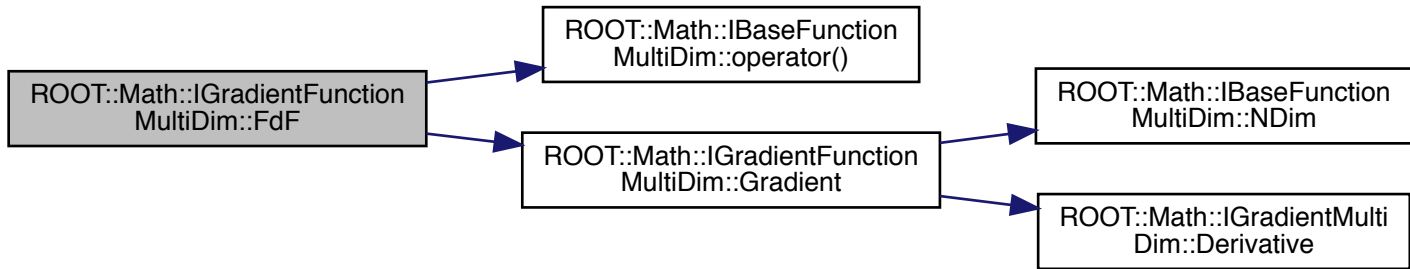 ROOT::Math::IGradientFunction
MultiDim::FdF
ROOT::Math::IBaseFunction
MultiDim::operator()
ROOT::Math::IGradientFunction
MultiDim::Gradient
ROOT::Math::IBaseFunction
MultiDim::NDim
ROOT::Math::IGradientMulti
Dim::Derivative